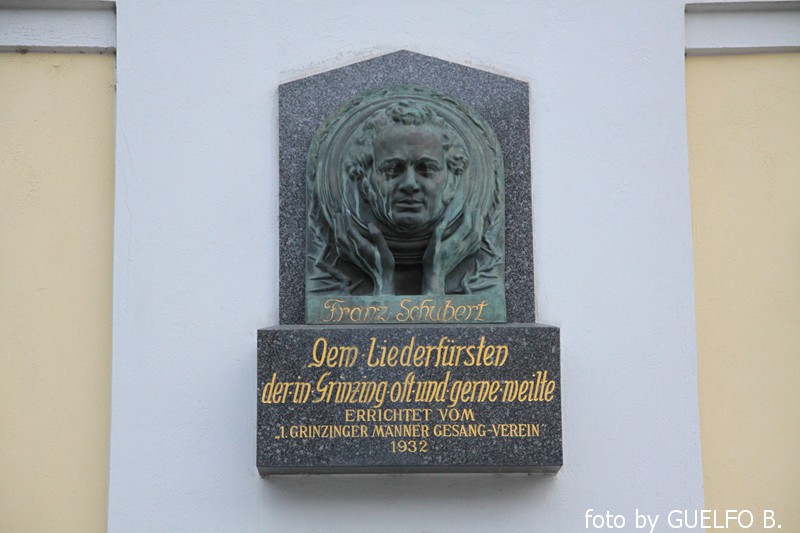 Franz Schubert
Dem Liederfürsten
der·in·Grinzing·oft·und·gerne·weilte
ERRICHTET VOM
„1. GRINZINGER MÄNNER GESANG-VEREIN"
1932
foto by GUELFO B.